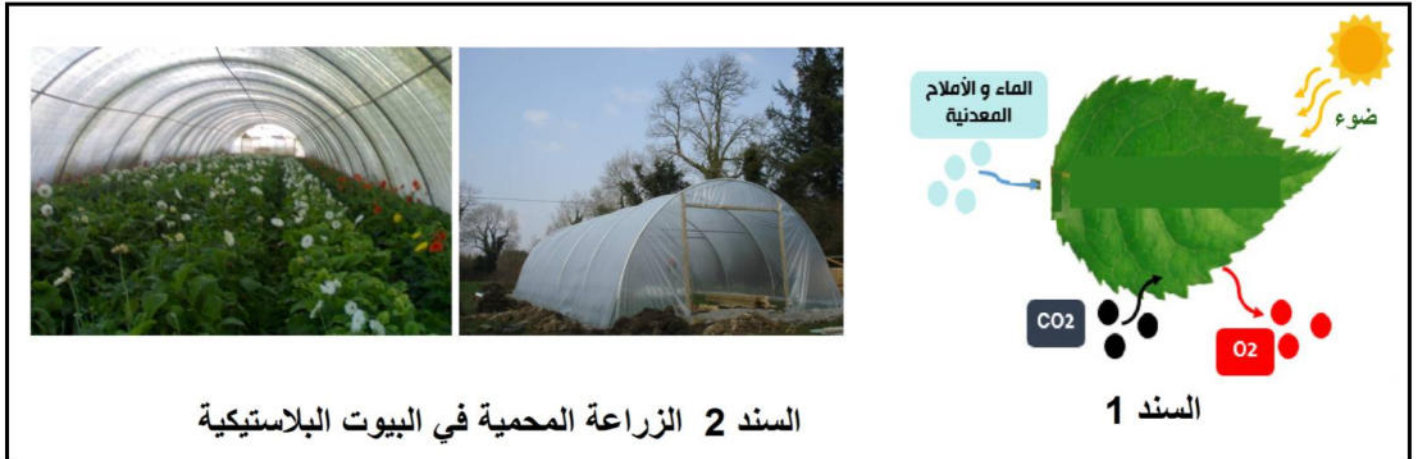 الماء و الأملاح
المعدنية
ضوء
CO2
O2
السند 1
السند 2 الزراعة المحمية في البيوت البلاستيكية